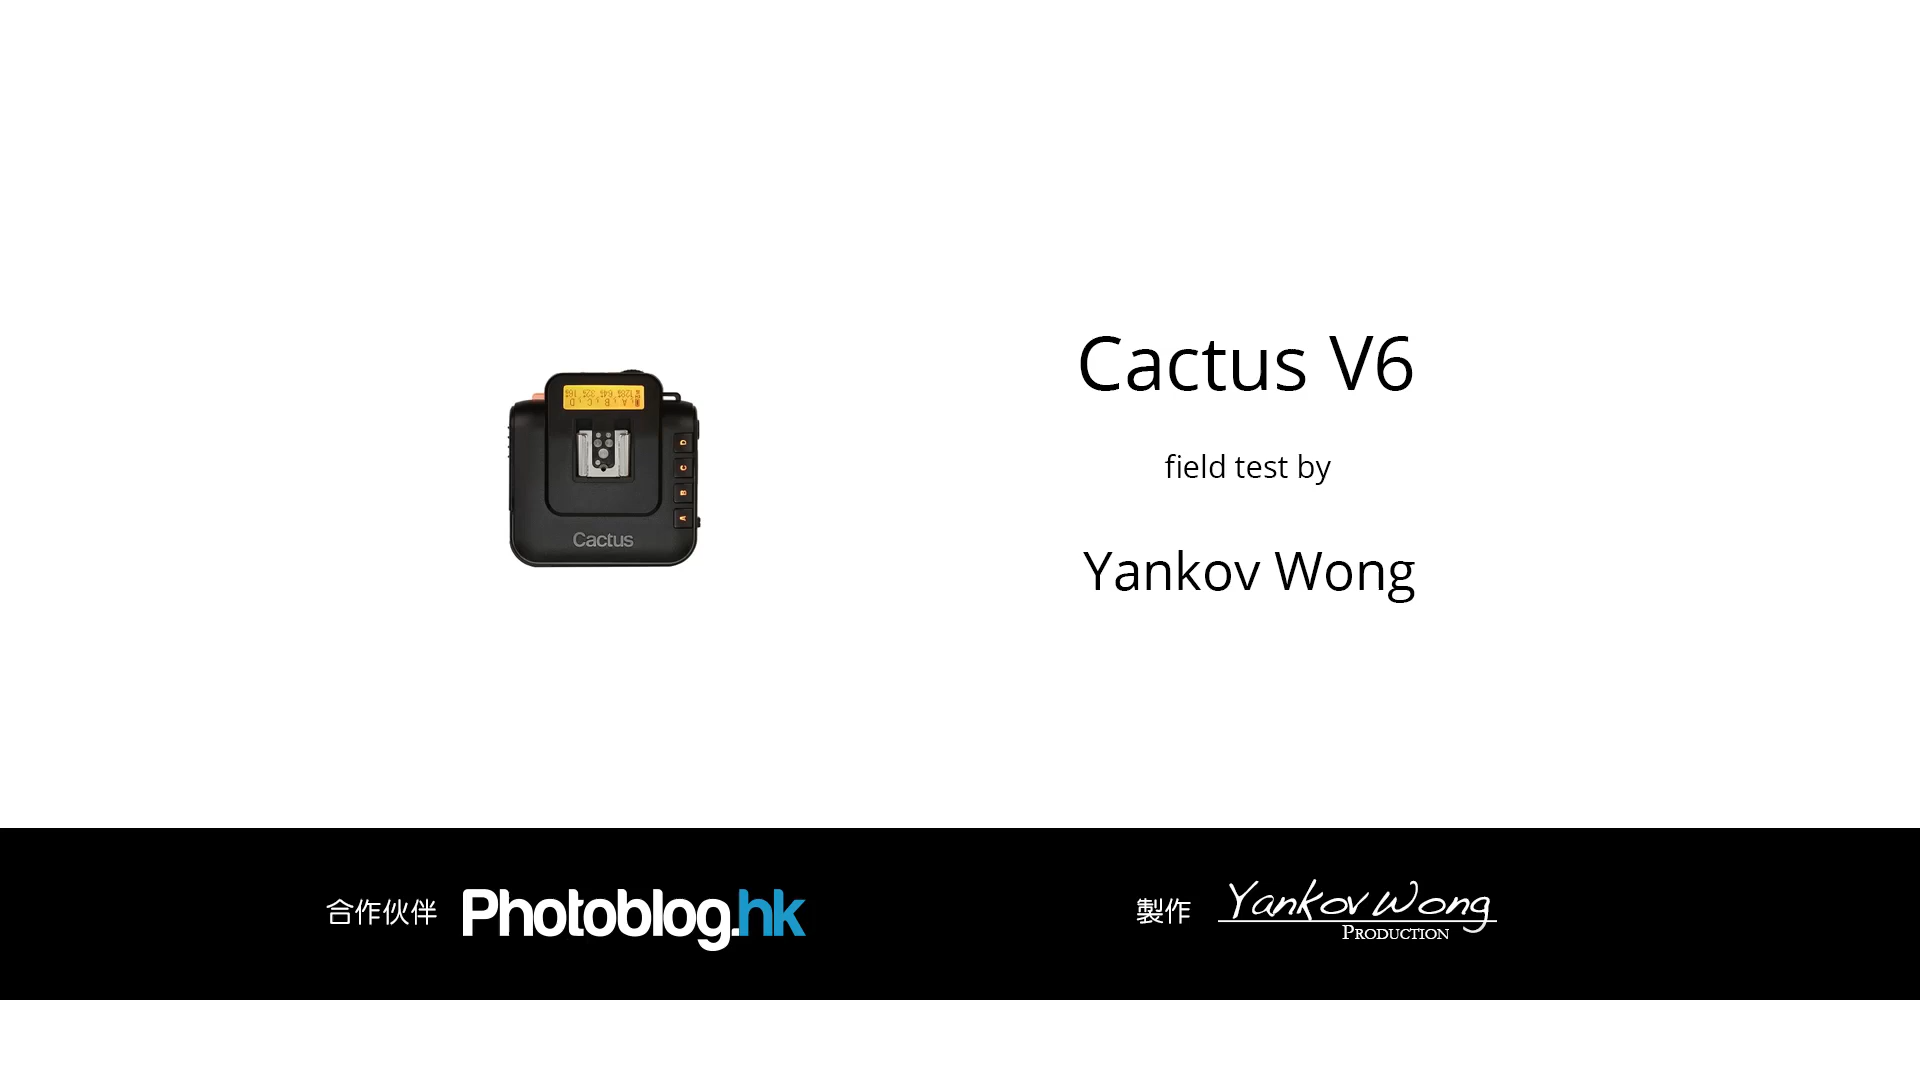 Cactus V6
field test by
Yankov Wong
D
C
B
A
Cactus
合作伙伴 Photoblog.hk
製作 Yankov Wong
PRODUCTION